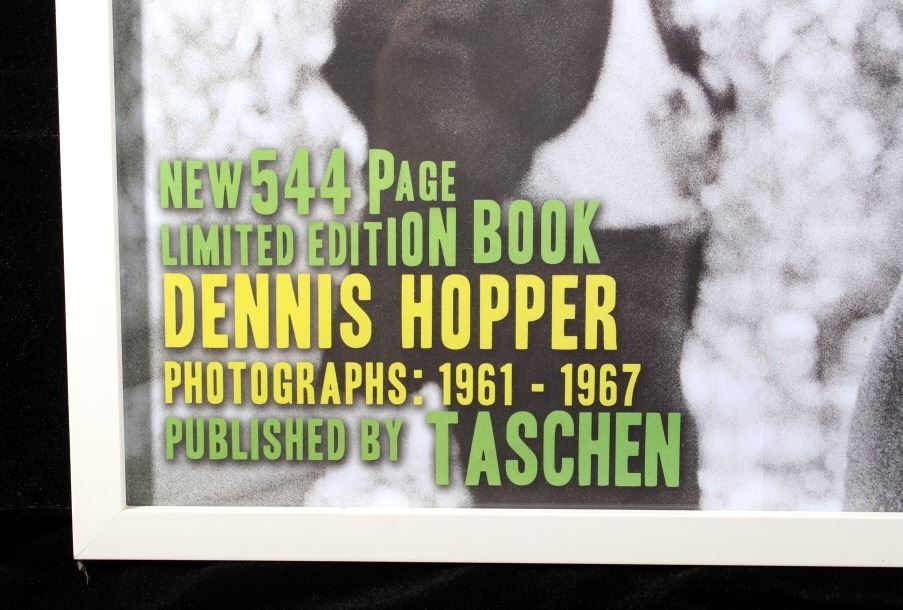 NEW 544 PAGE
LIMITED EDITION BOOK
DENNIS HOPPER
PHOTOGRAPHS: 1961 - 1967
PUBLISHED BY TASCHEN